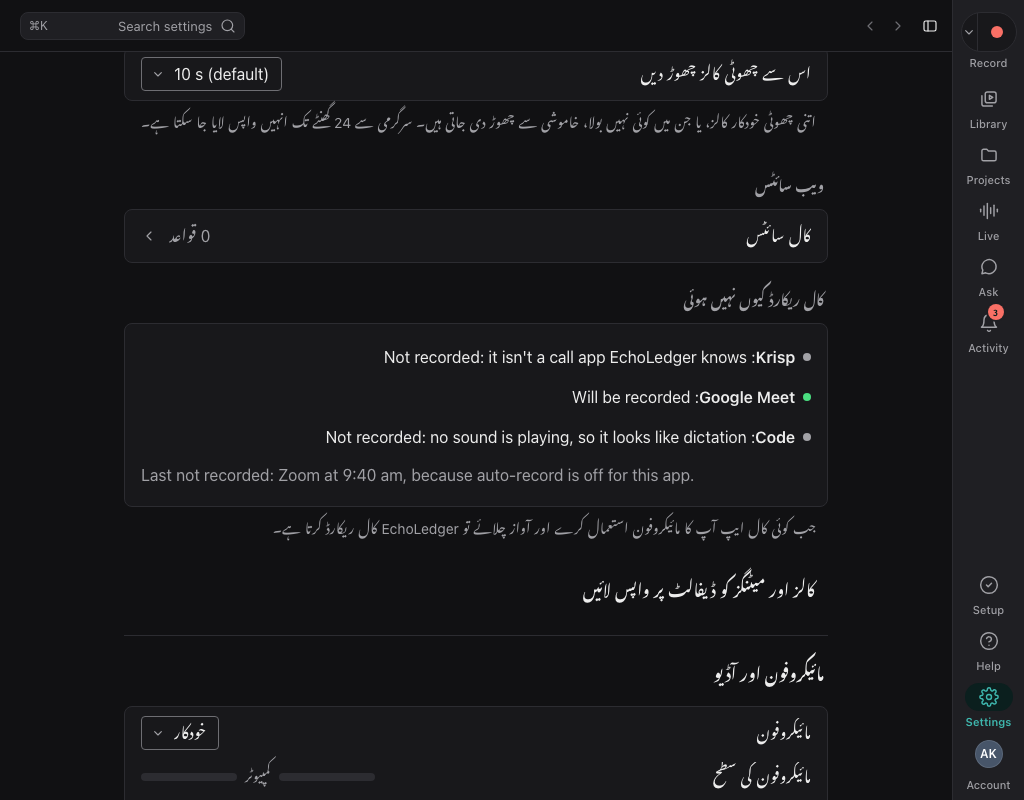 ⌘K
Search settings
Record
Library
Projects
Live
Ask
3
Activity
Setup
Help
Settings
AK
Account
اس سے چھوٹی کالز چھوڑ دیں
10 s (default)
اتنی چھوٹی خودکار کالز، یا جن میں کوئی نہیں بولا، خاموشی سے چھوڑ دی جاتی ہیں۔ سرگرمی سے 24 گھنٹے تک انہیں واپس لایا جا سکتا ہے۔
ویب سائٹس
کال سائٹس
0 قواعد
کال ریکارڈ کیوں نہیں ہوئی
Krisp: Not recorded: it isn't a call app EchoLedger knows
Google Meet: Will be recorded
Code: Not recorded: no sound is playing, so it looks like dictation
Last not recorded: Zoom at 9:40 am, because auto-record is off for this app.
جب کوئی کال ایپ آپ کا مائیکروفون استعمال کرے اور آواز چلائے تو EchoLedger کال ریکارڈ کرتا ہے۔
کالز اور میٹنگز کو ڈیفالٹ پر واپس لائیں
مائیکروفون اور آڈیو
مائیکروفون
خودکار
مائیکروفون کی سطح
کمپیوٹر